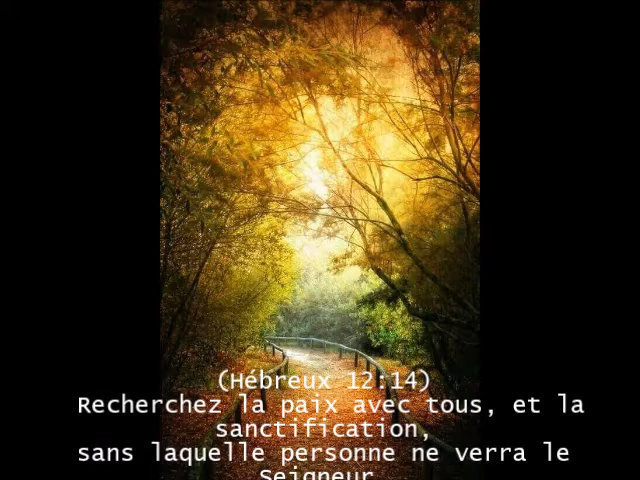 (Hébreux 12:14)
Recherchez la paix avec tous, et la
sanctification,
sans laquelle personne ne verra le
Seigneur